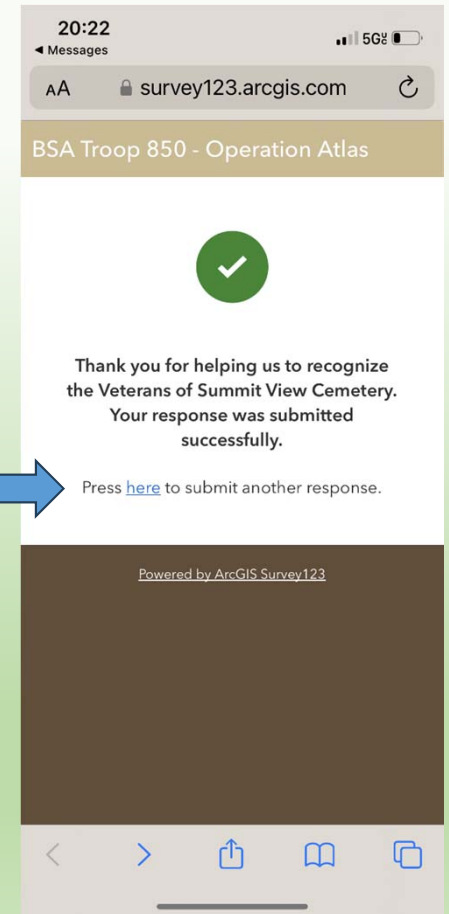 20:22
◀ Messages
5G
AA survey123.arcgis.com
BSA Troop 850 - Operation Atlas
Thank you for helping us to recognize
the Veterans of Summit View Cemetery.
Your response was submitted
successfully.
Press here to submit another response.
Powered by ArcGIS Survey123